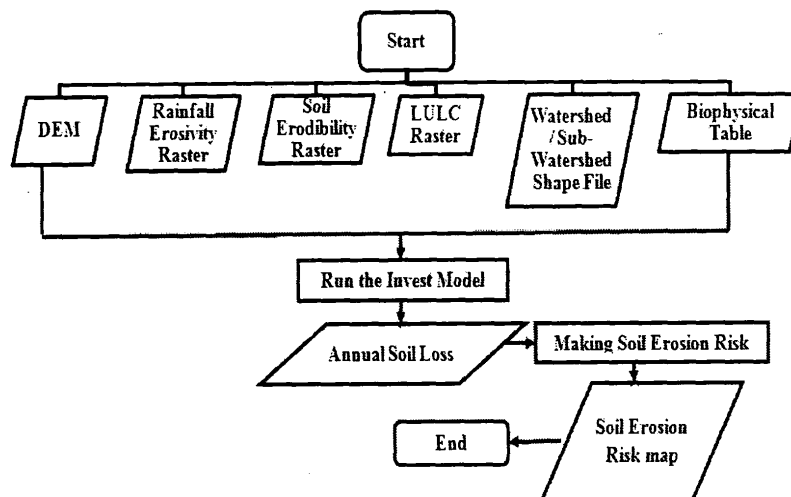 Start
DEM
Rainfall
Erosivity
Raster
Soil
Erodibility
Raster
LULC
Raster
Watershed
/Sub-
Watershed
Shape File
Biophysical
Table
Run the Invest Model
Annual Soil Loss
Making Soil Erosion Risk
Soil Erosion
Risk map
End